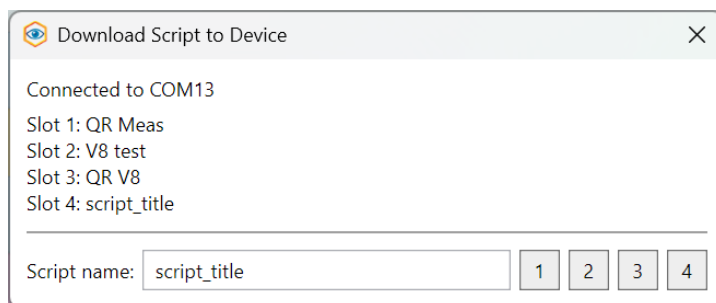 Download Script to Device
Connected to COM13
Slot 1: QR Meas
Slot 2: V8 test
Slot 3: QR V8
Slot 4: script_title
Script name: script_title 1 2 3 4